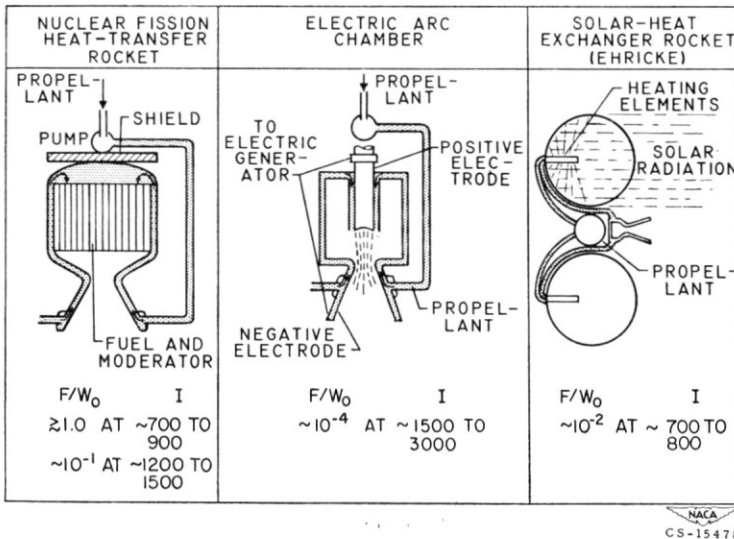 NUCLEAR FISSION
HEAT-TRANSFER
ROCKET
PROPEL-
LANT
SHIELD
PUMP
FUEL AND
MODERATOR
F/W₀ I
≳1.0 AT ~700 TO
900
~10⁻¹ AT ~1200 TO
1500
ELECTRIC ARC
CHAMBER
PROPEL-
LANT
TO
ELECTRIC
GENER-
ATOR
POSITIVE
ELEC-
TRODE
PROPEL-
LANT
NEGATIVE
ELECTRODE
F/W₀ I
~10⁻⁴ AT ~1500 TO
3000
SOLAR-HEAT
EXCHANGER ROCKET
(EHRICKE)
HEATING
ELEMENTS
SOLAR
RADIATION
PROPEL-
LANT
F/W₀ I
~10⁻² AT ~ 700 TO
800
NACA
CS-15478